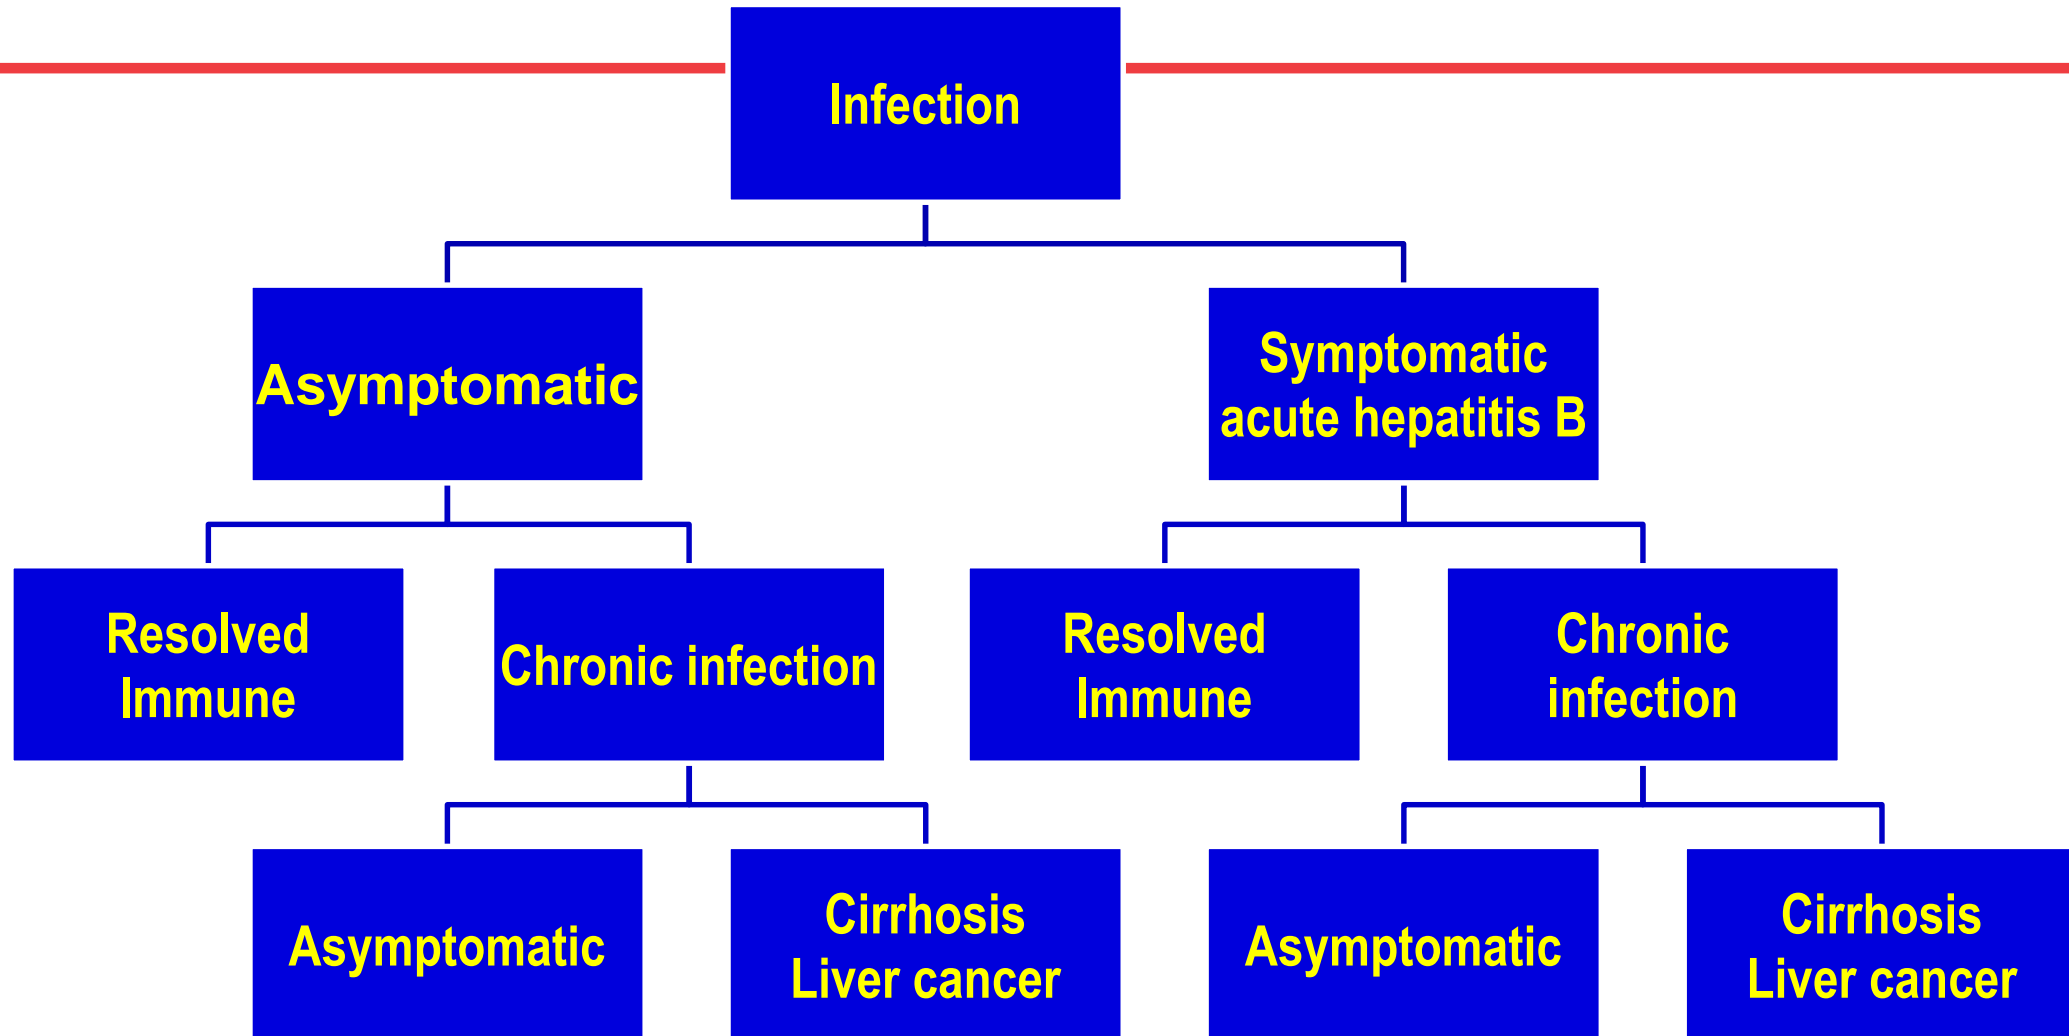 Infection
Asymptomatic
Symptomatic
acute hepatitis B
Resolved
Immune
Chronic infection
Resolved
Immune
Chronic
infection
Asymptomatic
Cirrhosis
Liver cancer
Asymptomatic
Cirrhosis
Liver cancer